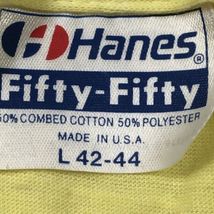 Hanes®
Fifty-Fifty
50% COMBED COTTON 50% POLYESTER
MADE IN U.S.A.
L 42-44